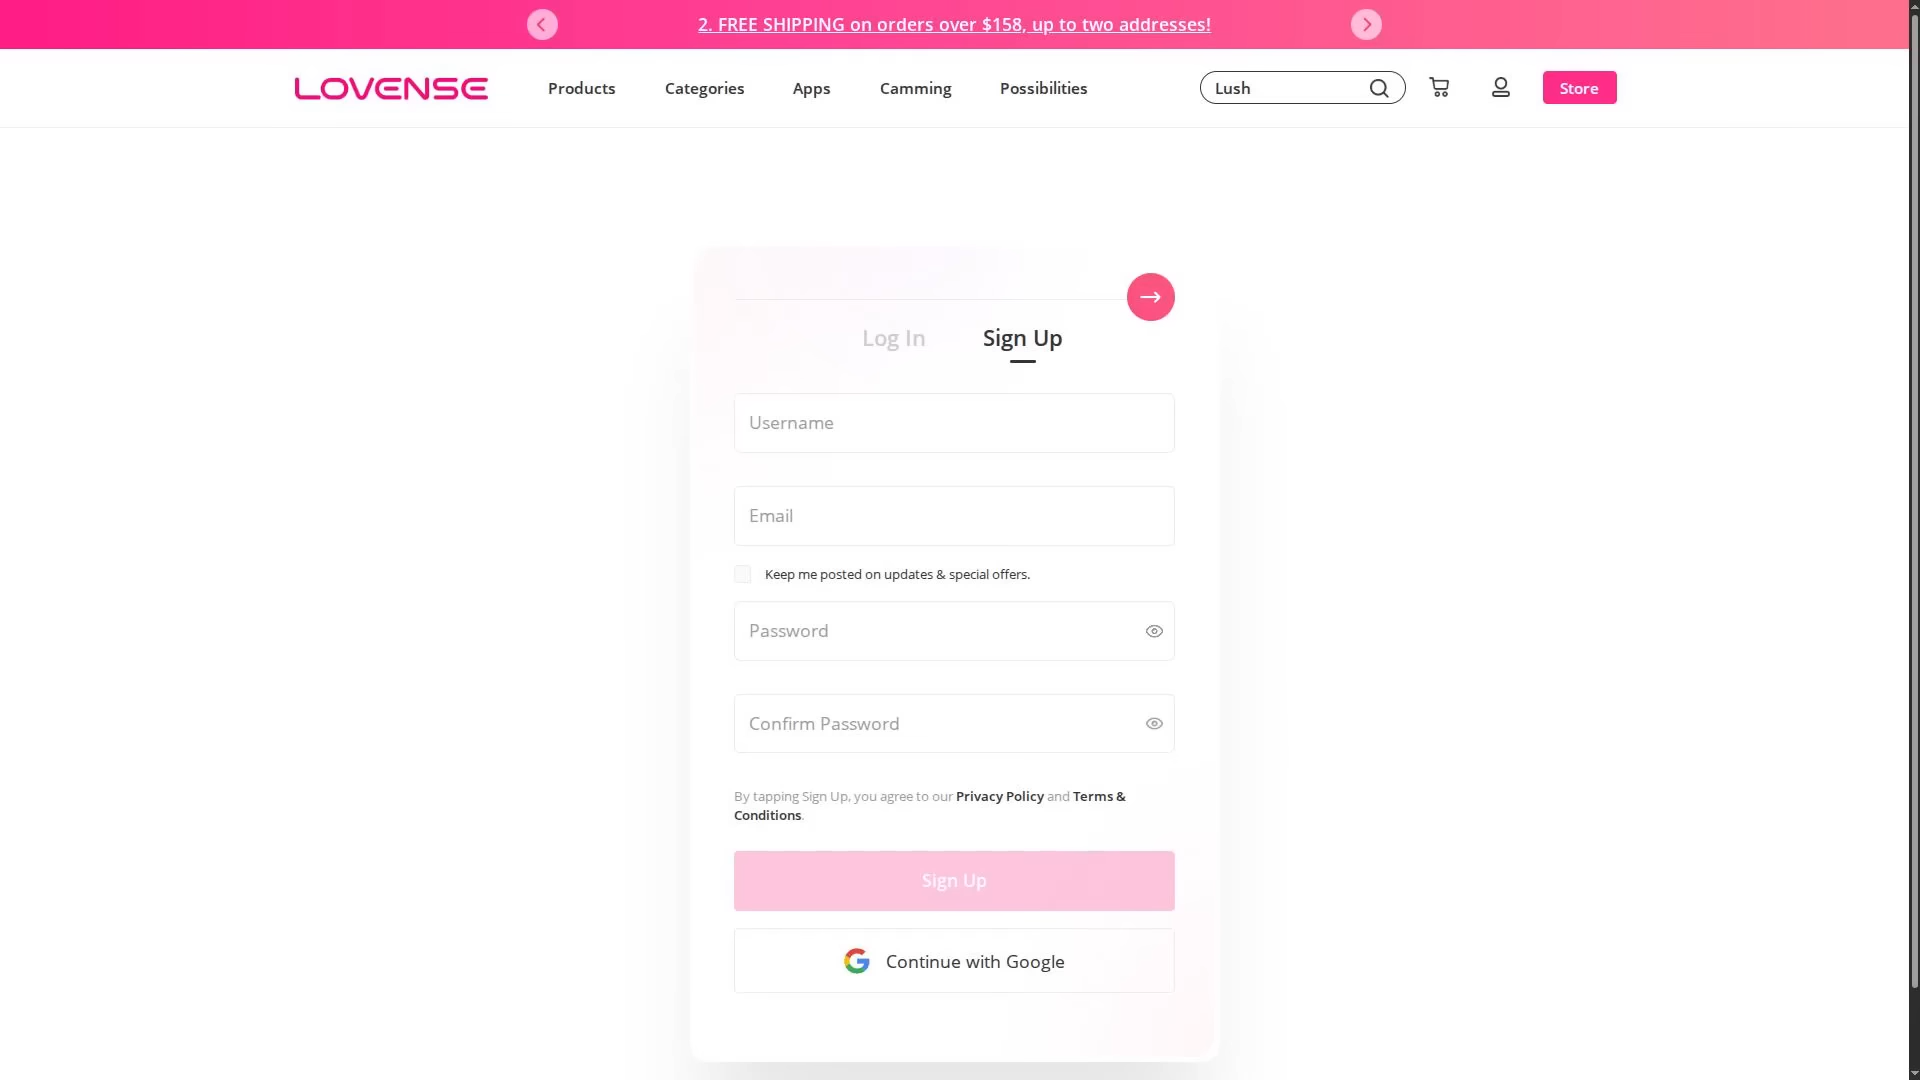 2. FREE SHIPPING on orders over $158, up to two addresses!
LOVENSE
Products
Categories
Apps
Camming
Possibilities
Lush
Store
Log In
Sign Up
Username
Email
Keep me posted on updates & special offers.
Password
Confirm Password
By tapping Sign Up, you agree to our Privacy Policy and Terms &
Conditions.
Sign Up
Continue with Google